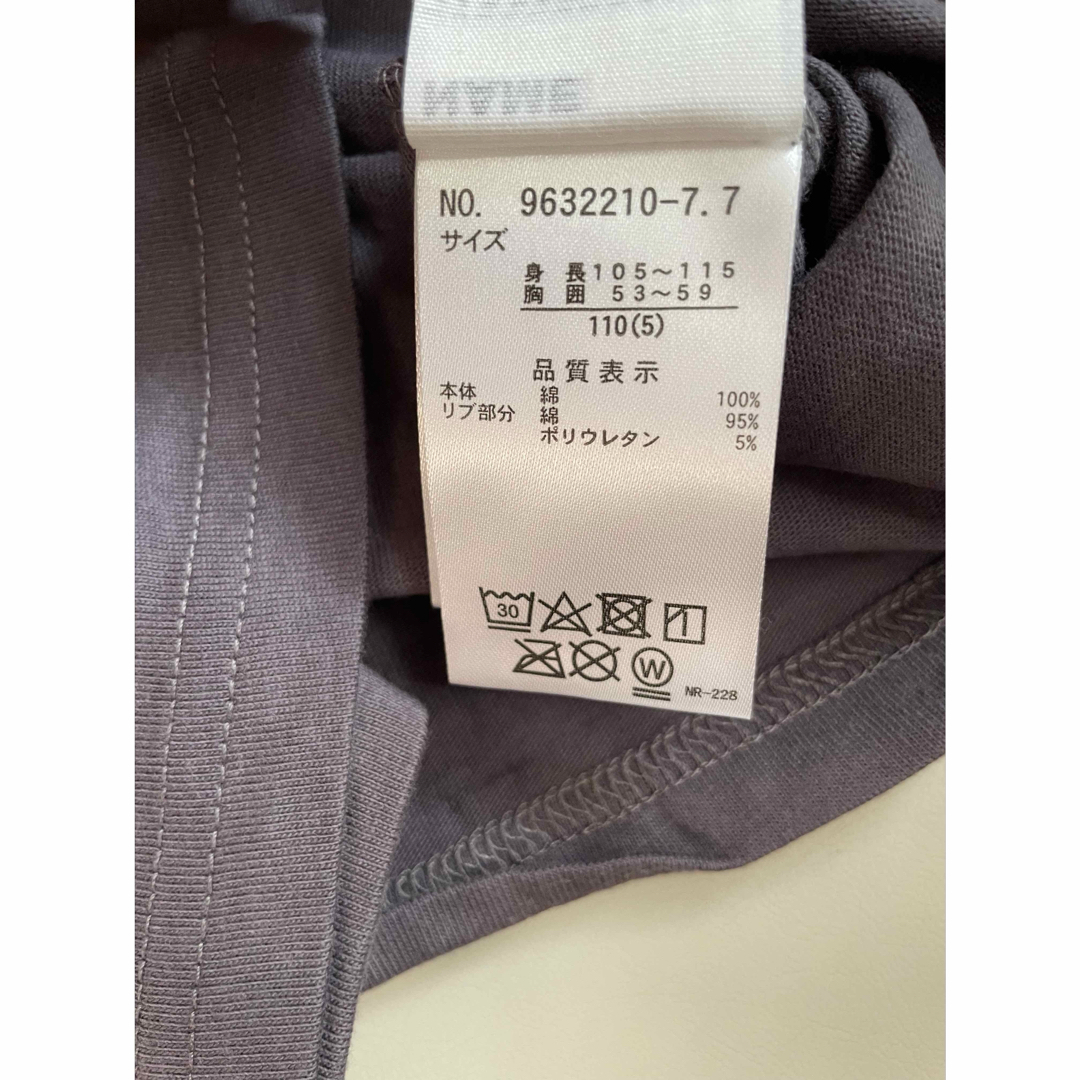 NAME
NO. 9632210-7.7
サイズ
身長105～115
胸囲 53～59
110(5)
品質表示
本体 綿 100%
リブ部分 綿 95%
ポリウレタン 5%
30
W
NR-228